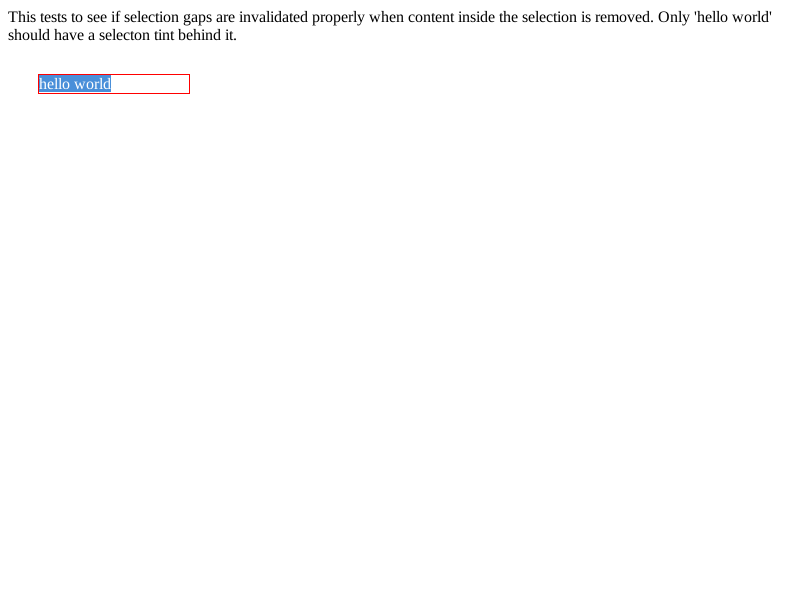 This tests to see if selection gaps are invalidated properly when content inside the selection is removed. Only 'hello world'
should have a selecton tint behind it.
hello world